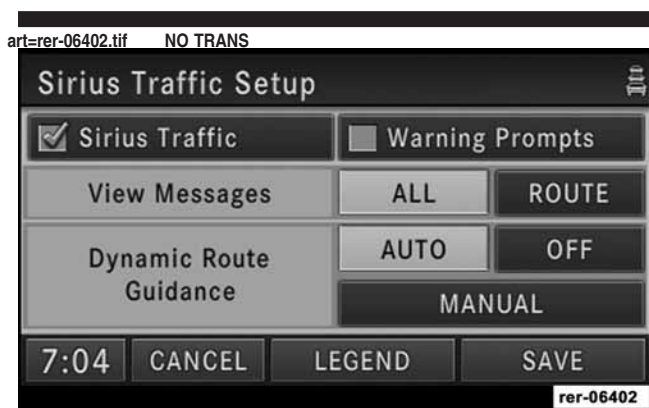 art=rer-06402.tif NO TRANS
Sirius Traffic Setup
Sirius Traffic Warning Prompts
View Messages ALL ROUTE
Dynamic Route Guidance AUTO OFF
MANUAL
7:04 CANCEL LEGEND SAVE
rer-06402